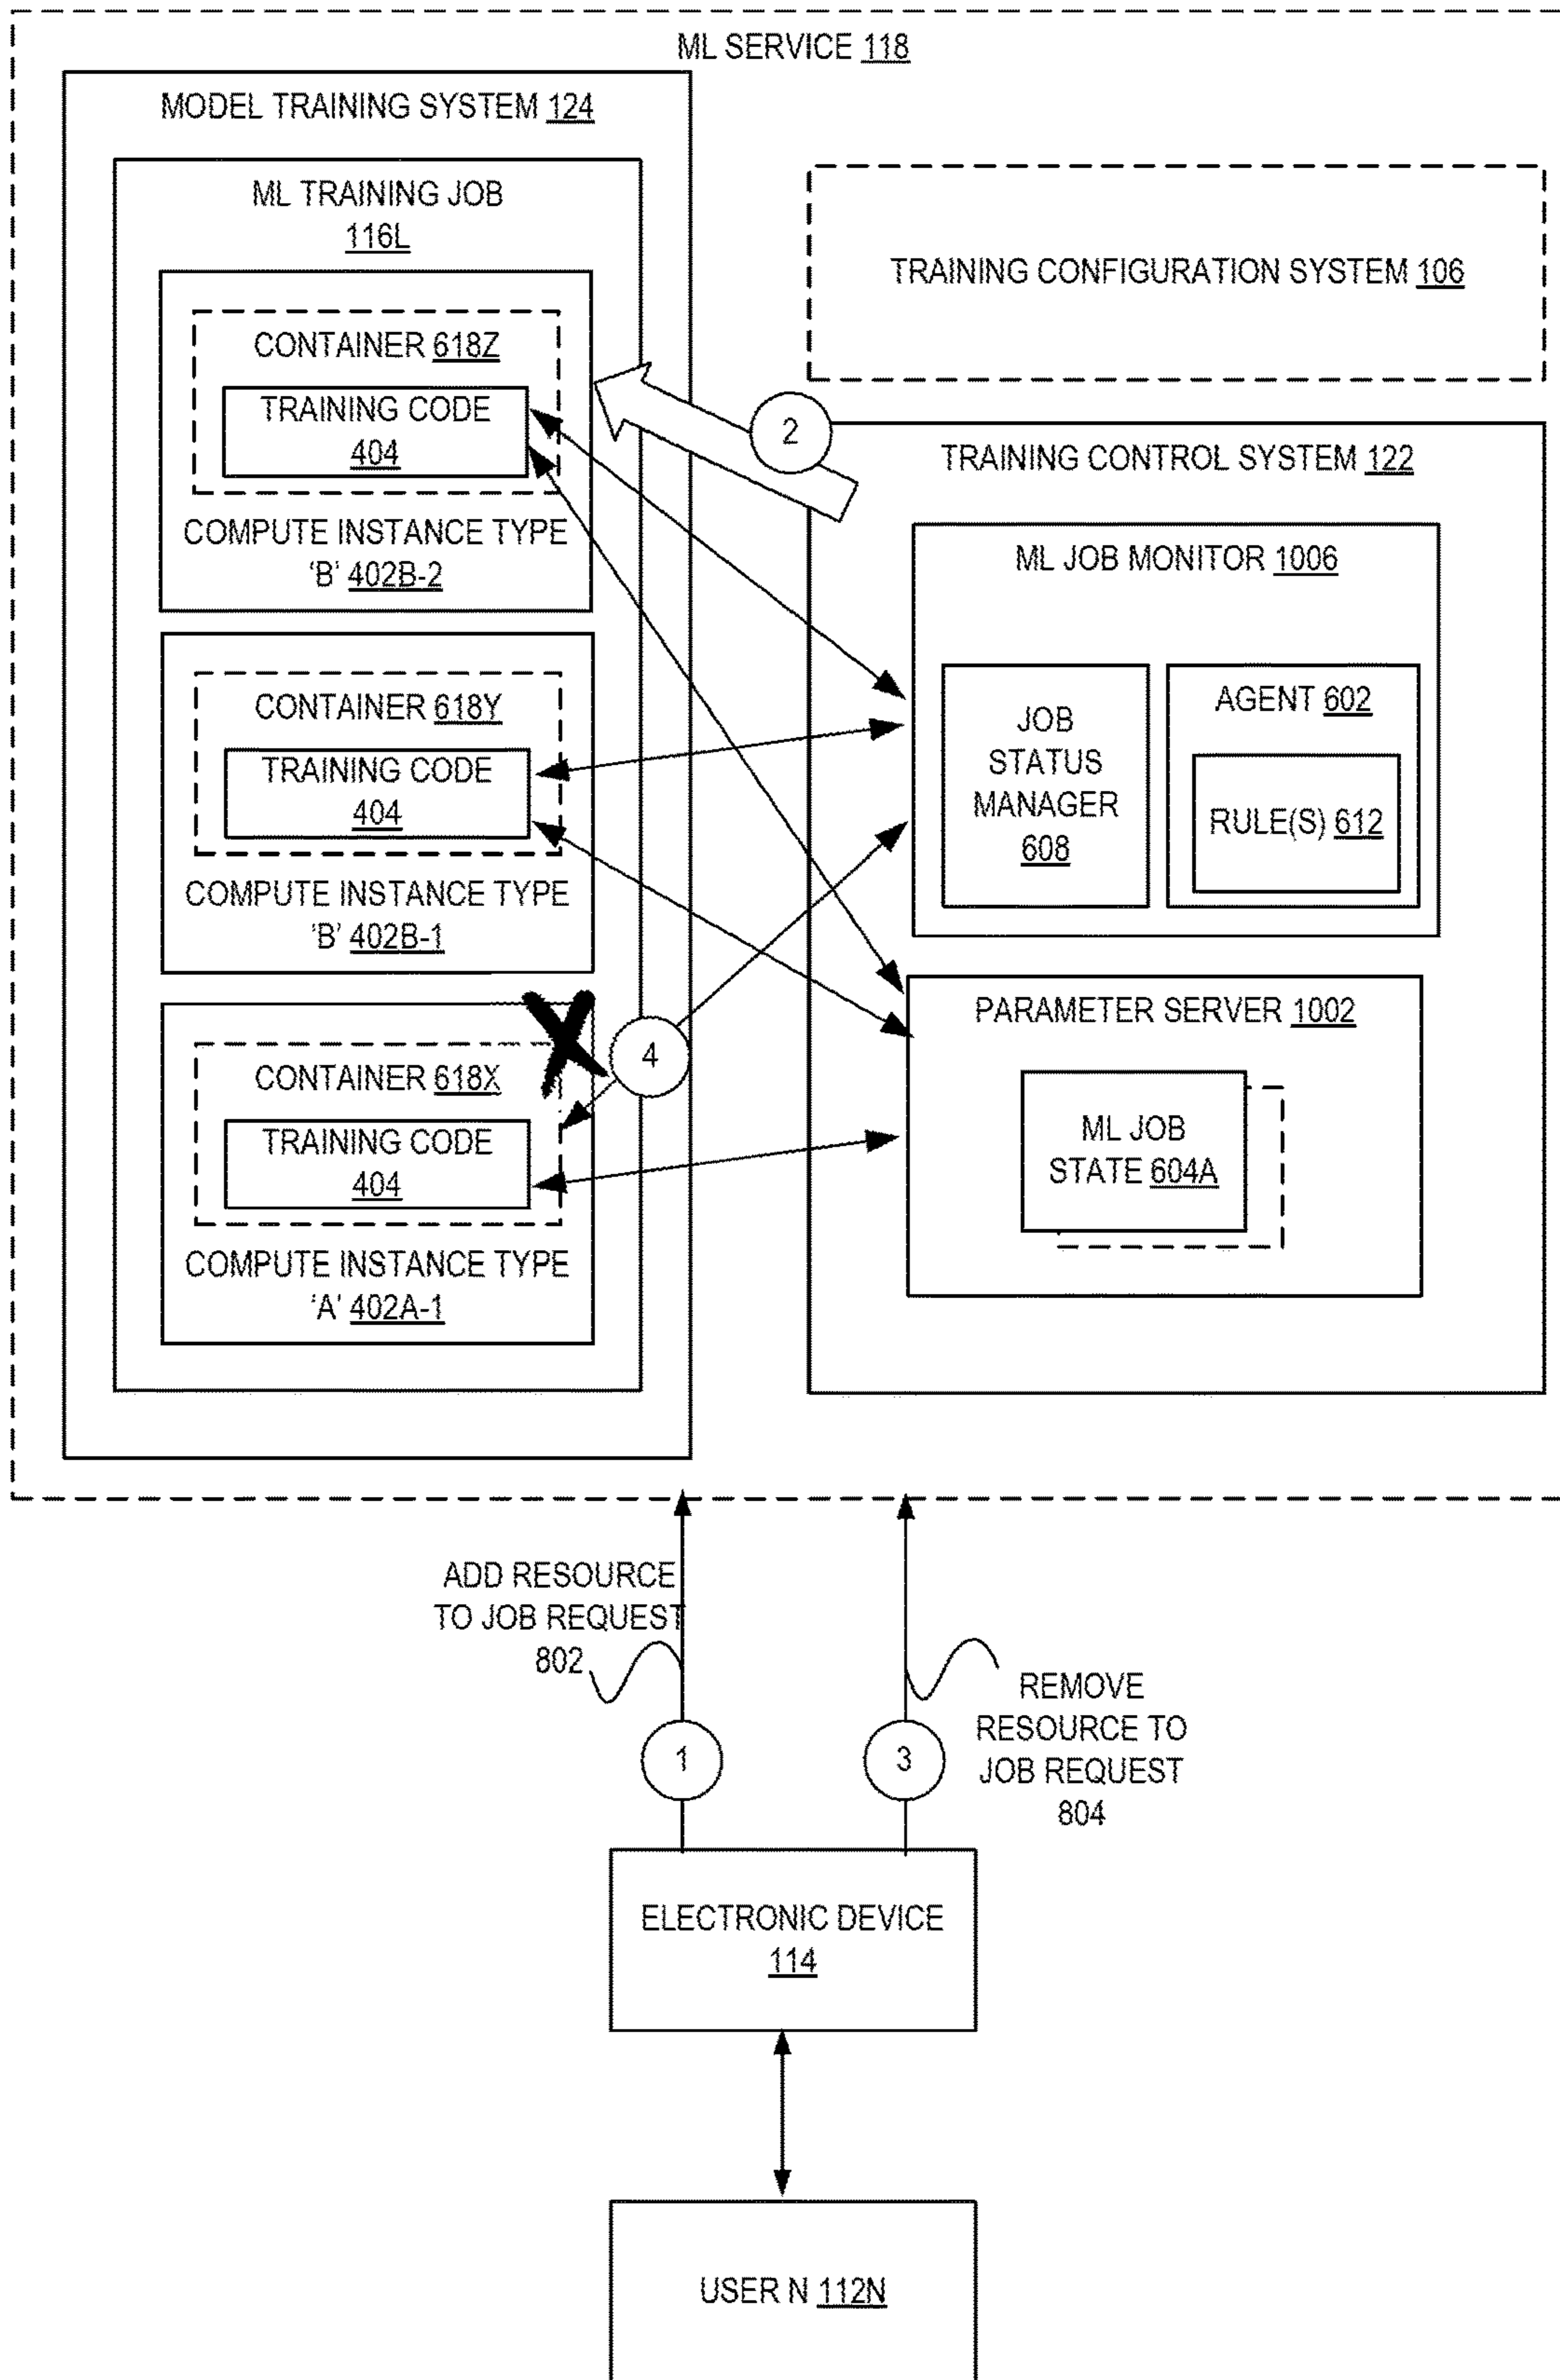 ML SERVICE 118
MODEL TRAINING SYSTEM 124
ML TRAINING JOB
116L
CONTAINER 618Z
TRAINING CODE
404
COMPUTE INSTANCE TYPE
'B' 402B-2
CONTAINER 618Y
TRAINING CODE
404
COMPUTE INSTANCE TYPE
'B' 402B-1
CONTAINER 618X
TRAINING CODE
404
COMPUTE INSTANCE TYPE
'A' 402A-1
TRAINING CONFIGURATION SYSTEM 106
2
TRAINING CONTROL SYSTEM 122
ML JOB MONITOR 1006
JOB
STATUS
MANAGER
608
AGENT 602
RULE(S) 612
4
PARAMETER SERVER 1002
ML JOB
STATE 604A
ADD RESOURCE
TO JOB REQUEST
802
1
3
REMOVE
RESOURCE TO
JOB REQUEST
804
ELECTRONIC DEVICE
114
USER N 112N